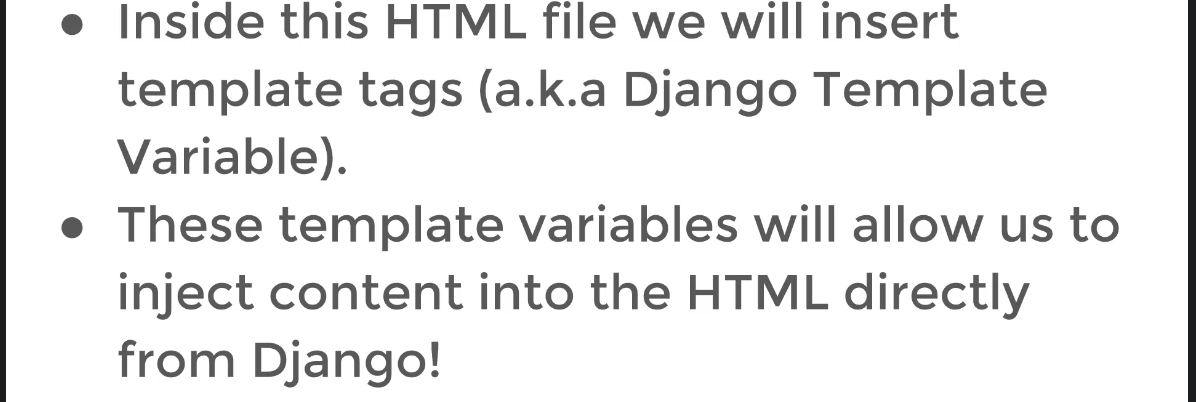 • Inside this HTML file we will insert
template tags (a.k.a Django Template
Variable).
• These template variables will allow us to
inject content into the HTML directly
from Django!